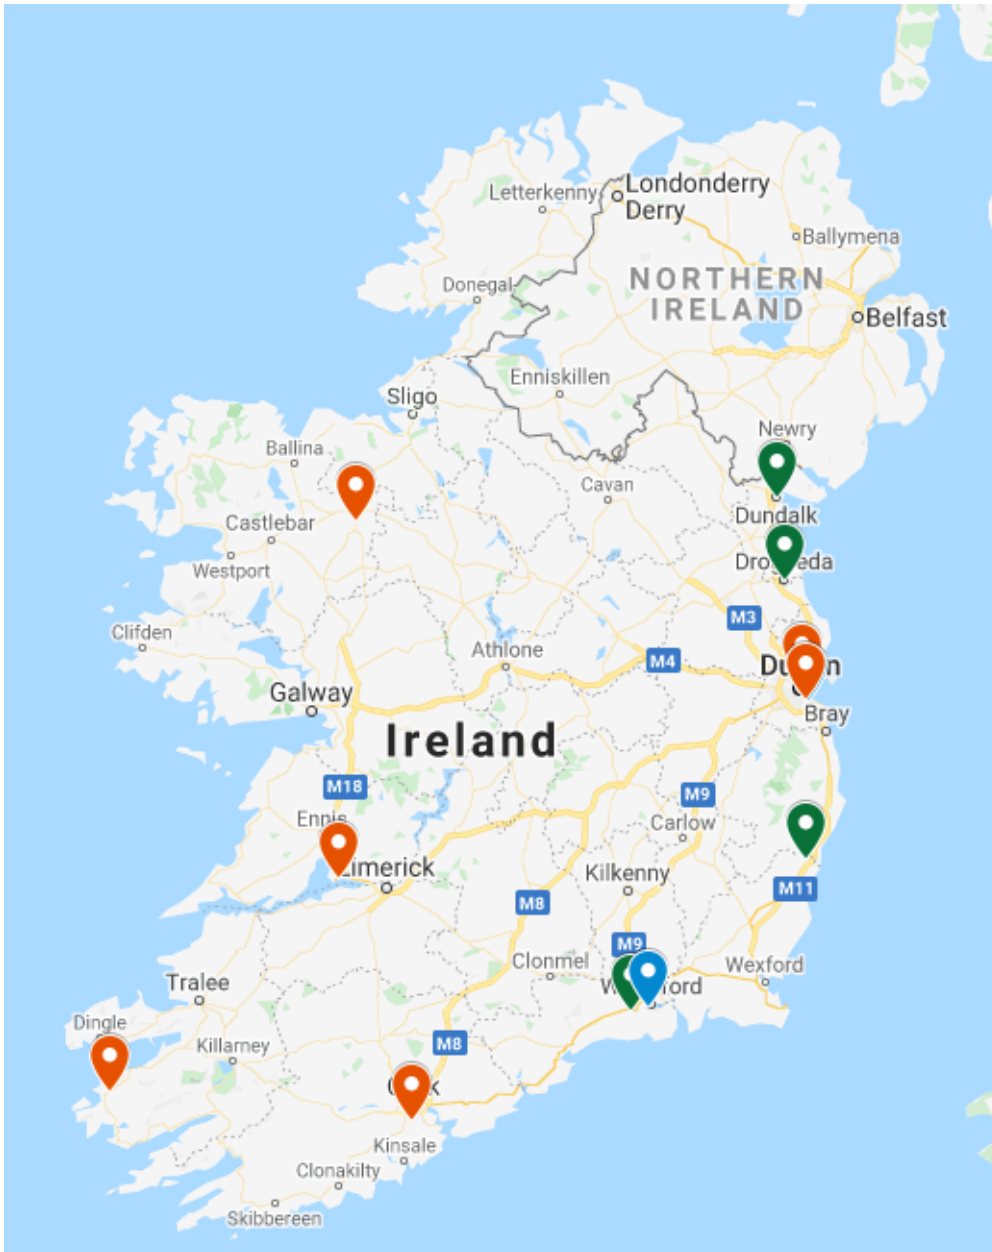 Letterkenny
Londonderry
Derry
Ballymena
NORTHERN
IRELAND
Donegal
Belfast
Enniskillen
Sligo
Newry
Ballina
Cavan
Castlebar
Dundalk
Westport
M3
Clifden
Athlone
M4
Galway
Bray
Ireland
M18
M9
Carlow
Limerick
Kilkenny
M11
M8
M9
Clonmel
Wexford
Tralee
Dingle
Killarney
M8
Kinsale
Clonakilty
Skibbereen